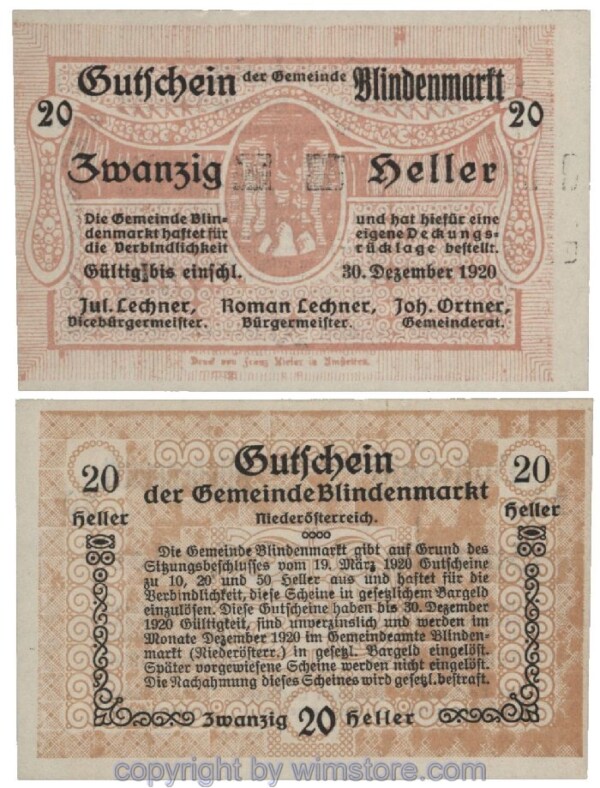 Gutschein der Gemeinde Blindenmarkt
20 20
Zwanzig Heller
Die Gemeinde Blin-
denmarkt haftet für
die Verbindlichkeit
und hat hiefür eine
eigene Deckungs-
rücklage bestellt.
Gültig bis einschl. 30. Dezember 1920
Jul. Lechner, Roman Lechner, Joh. Ortner,
Vicebürgermeister. Bürgermeister. Gemeinderat.
Druck von Franz in
20 Gutschein 20
der Gemeinde Blindenmarkt
Heller Heller
Niederösterreich.
Die Gemeinde Blindenmarkt gibt auf Grund des
Sitzungsbeschlusses vom 19. März 1920 Gutscheine
zu 10, 20 und 50 Heller aus und haftet für die
Verbindlichkeit, diese Scheine in gesetzlichem Bargeld
einzulösen. Diese Gutscheine haben bis 30. Dezember
1920 Gültigkeit, sind unverzinslich und werden im
Monate Dezember 1920 im Gemeindeamte Blinden-
markt (Niederösterr.) in gesetzl. Bargeld eingelöst.
Später vorgewiesene Scheine werden nicht eingelöst.
Die Nachahmung dieses Scheines wird gesetzl. bestraft.
Zwanzig 20 Heller
copyright by wimstore.com